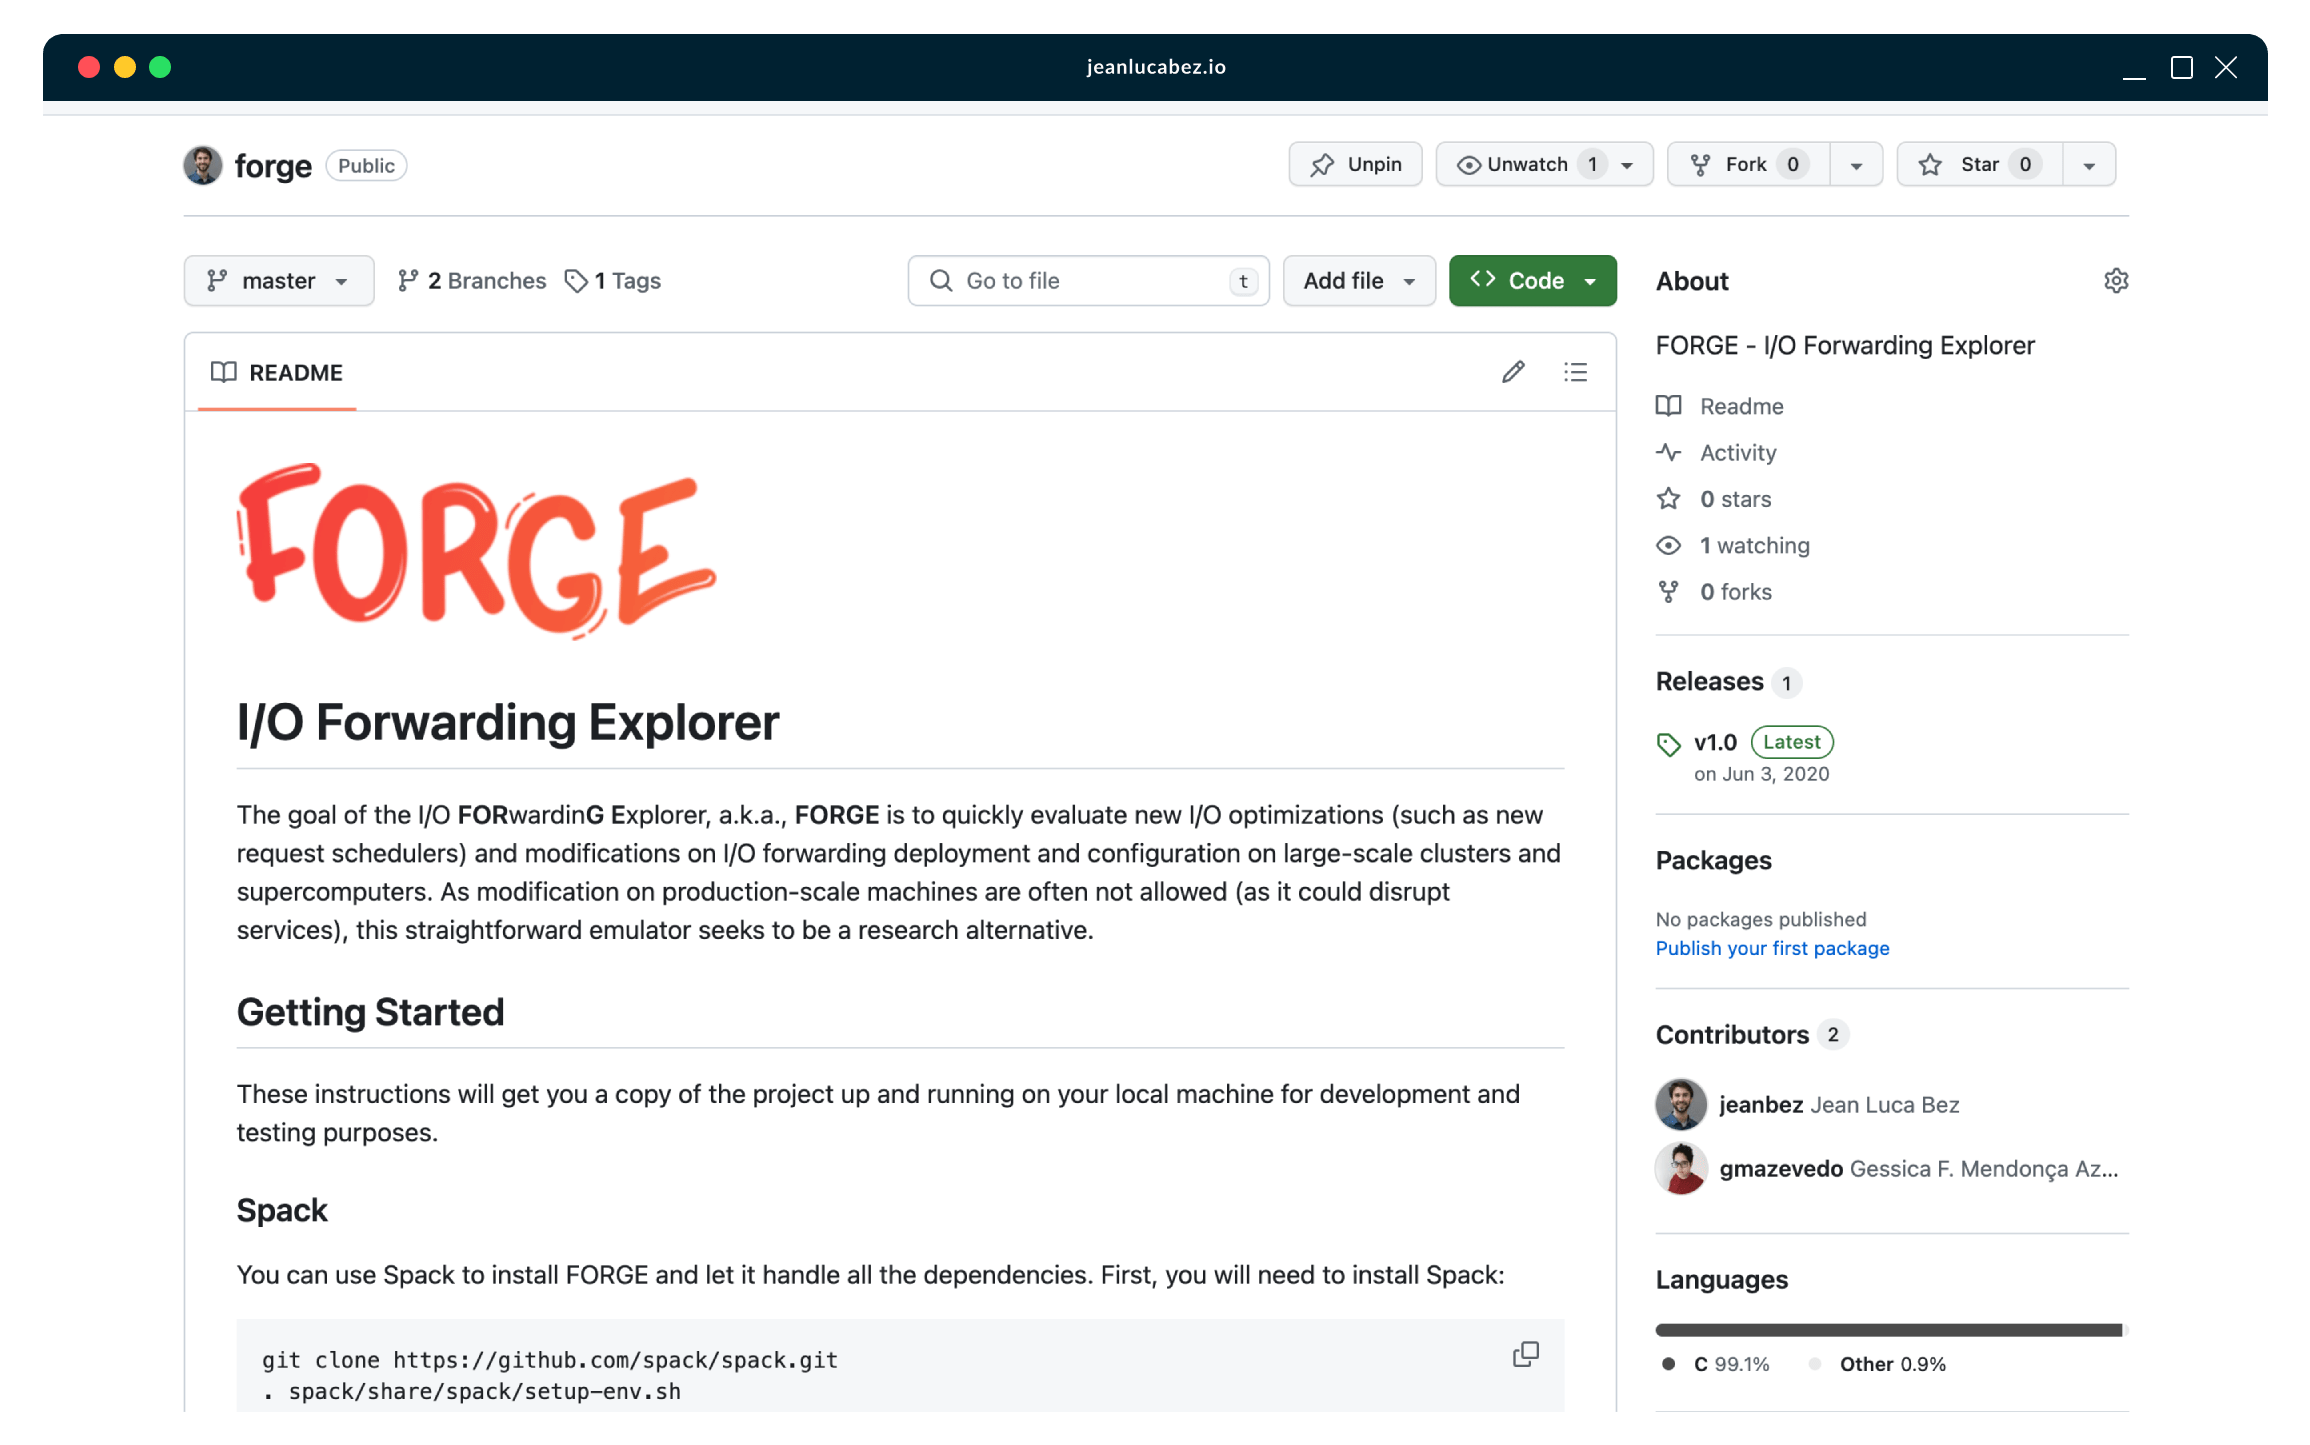 jeanlucabez.io
forge Public
Unpin Unwatch 1 Fork 0 Star 0
master 2 Branches 1 Tags Go to file t Add file Code
README
FORGE
I/O Forwarding Explorer
The goal of the I/O FORwardinG Explorer, a.k.a., FORGE is to quickly evaluate new I/O optimizations (such as new
request schedulers) and modifications on I/O forwarding deployment and configuration on large-scale clusters and
supercomputers. As modification on production-scale machines are often not allowed (as it could disrupt
services), this straightforward emulator seeks to be a research alternative.
Getting Started
These instructions will get you a copy of the project up and running on your local machine for development and
testing purposes.
Spack
You can use Spack to install FORGE and let it handle all the dependencies. First, you will need to install Spack:
git clone https://github.com/spack/spack.git
. spack/share/spack/setup-env.sh
About
FORGE - I/O Forwarding Explorer
Readme
Activity
0 stars
1 watching
0 forks
Releases 1
v1.0 Latest
on Jun 3, 2020
Packages
No packages published
Publish your first package
Contributors 2
jeanbez Jean Luca Bez
gmazevedo Gessica F. Mendonça Az...
Languages
C 99.1% Other 0.9%